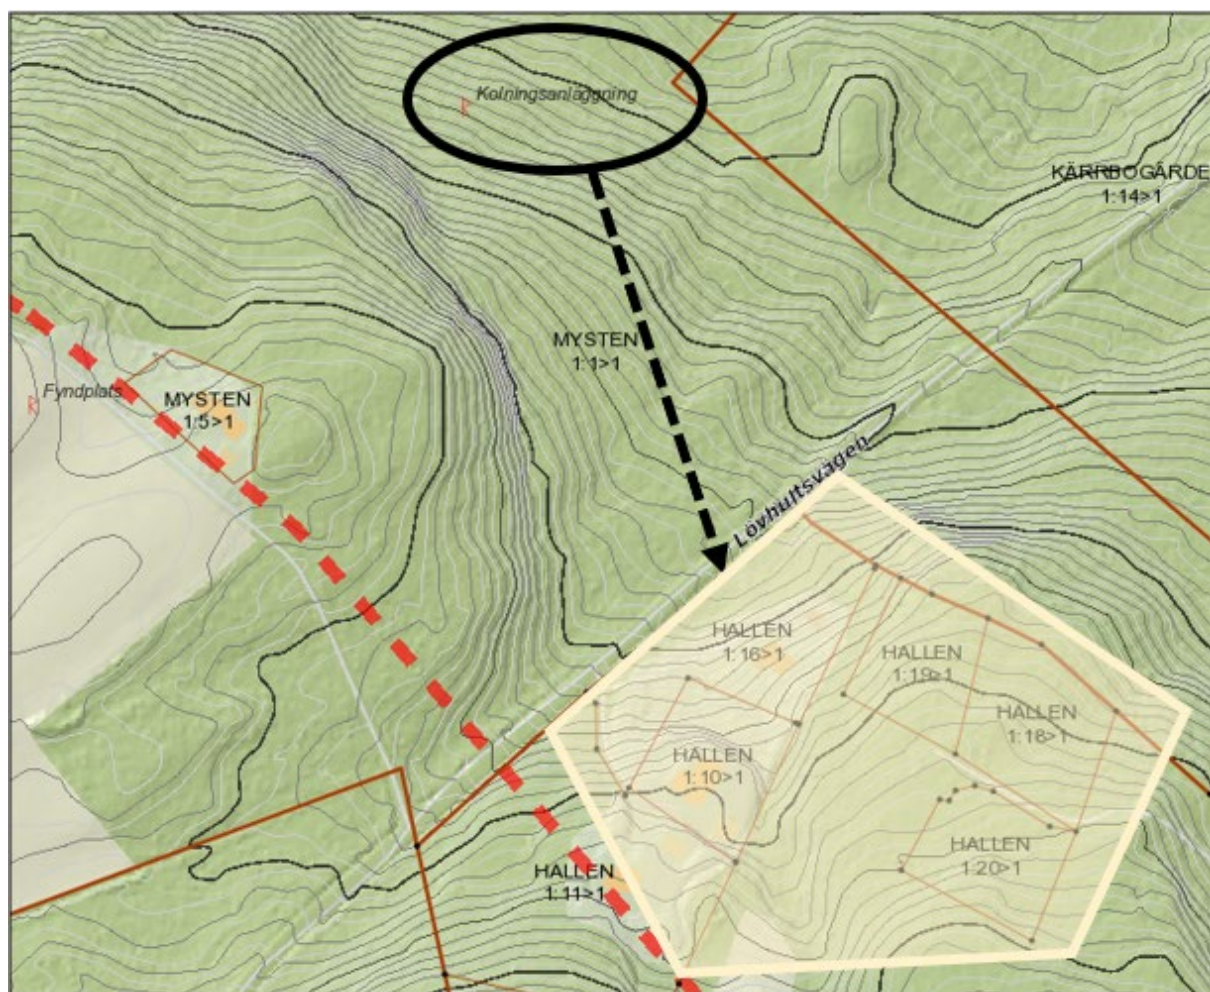 Kolningsanläggning
KÄRRBOGÄRDE
1:14>1
MYSTEN
1:1>1
Fyndplats
MYSTEN
1:5>1
Lövhultsvägen
HALLEN
1:16>1
HALLEN
1:19>1
HALLEN
1:18>1
HALLEN
1:10>1
HALLEN
1:20>1
HALLEN
1:11>1